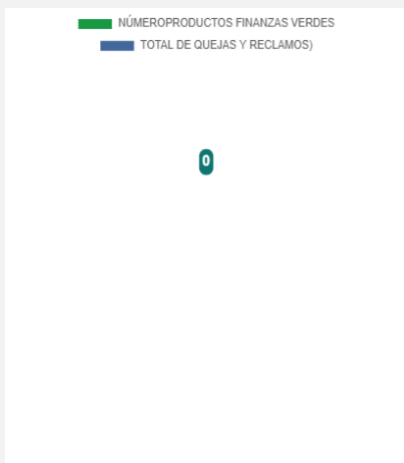 NÚMEROPRODUCTOS FINANZAS VERDES
TOTAL DE QUEJAS Y RECLAMOS)
0